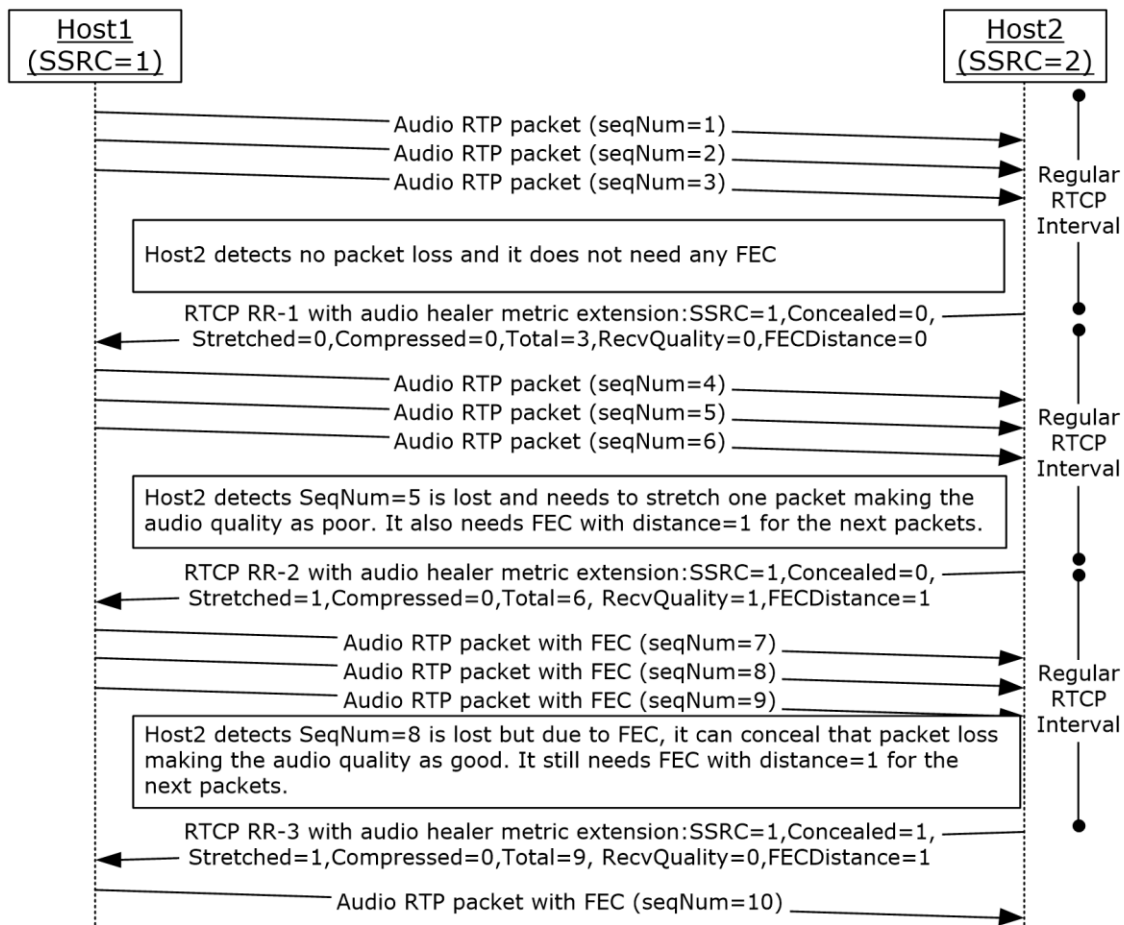 Host1
(SSRC=1)
Host2
(SSRC=2)
Audio RTP packet (seqNum=1)
Audio RTP packet (seqNum=2)
Audio RTP packet (seqNum=3)
Regular
RTCP
Interval
Host2 detects no packet loss and it does not need any FEC
RTCP RR-1 with audio healer metric extension:SSRC=1,Concealed=0,
Stretched=0,Compressed=0,Total=3,RecvQuality=0,FECDistance=0
Audio RTP packet (seqNum=4)
Audio RTP packet (seqNum=5)
Audio RTP packet (seqNum=6)
Regular
RTCP
Interval
Host2 detects SeqNum=5 is lost and needs to stretch one packet making the
audio quality as poor. It also needs FEC with distance=1 for the next packets.
RTCP RR-2 with audio healer metric extension:SSRC=1,Concealed=0,
Stretched=1,Compressed=0,Total=6, RecvQuality=1,FECDistance=1
Audio RTP packet with FEC (seqNum=7)
Audio RTP packet with FEC (seqNum=8)
Audio RTP packet with FEC (seqNum=9)
Regular
RTCP
Interval
Host2 detects SeqNum=8 is lost but due to FEC, it can conceal that packet loss
making the audio quality as good. It still needs FEC with distance=1 for the
next packets.
RTCP RR-3 with audio healer metric extension:SSRC=1,Concealed=1,
Stretched=1,Compressed=0,Total=9, RecvQuality=0,FECDistance=1
Audio RTP packet with FEC (seqNum=10)